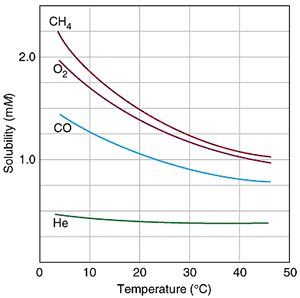 CH₄
2.0
O₂
Solubility (mM)
CO
1.0
He
0 10 20 30 40 50
Temperature (°C)